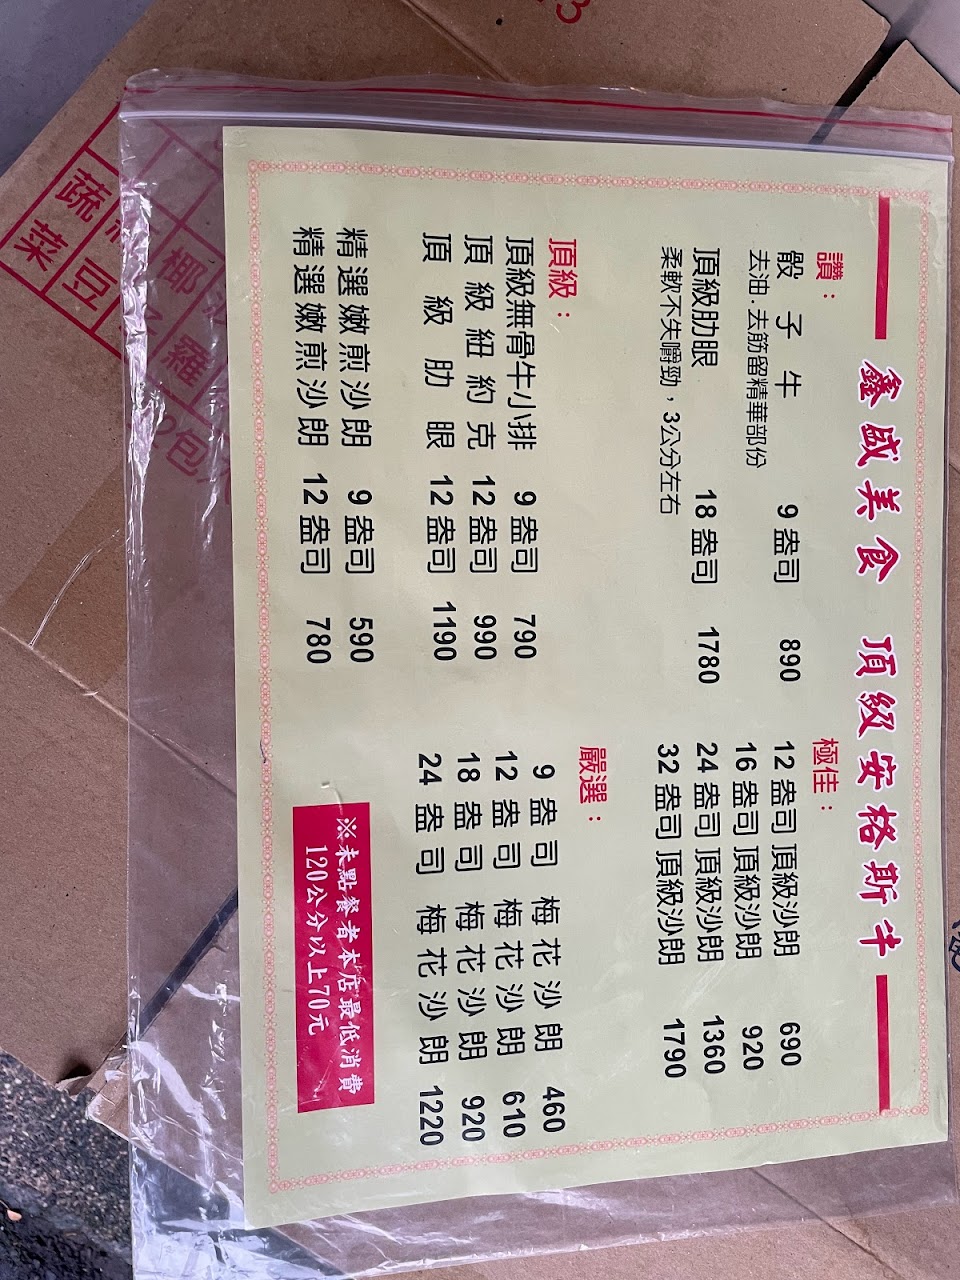 鑫盛美食 頂級安格斯牛
讚：
骰子牛 9盎司 890
去油.去筋留精華部份
頂級肋眼 18盎司 1780
柔軟不失嚼勁，3公分左右
頂級：
頂級無骨牛小排 9盎司 790
頂級紐約克 12盎司 990
頂級肋眼 12盎司 1190
精選嫩煎沙朗 9盎司 590
精選嫩煎沙朗 12盎司 780
極佳：
12盎司 頂級沙朗 690
16盎司 頂級沙朗 920
24盎司 頂級沙朗 1360
32盎司 頂級沙朗 1790
嚴選：
9盎司 梅花沙朗 460
12盎司 梅花沙朗 610
18盎司 梅花沙朗 920
24盎司 梅花沙朗 1220
※未點餐者本店最低消費
120公分以上70元
蔬
菜
豆
椰
羅
2包